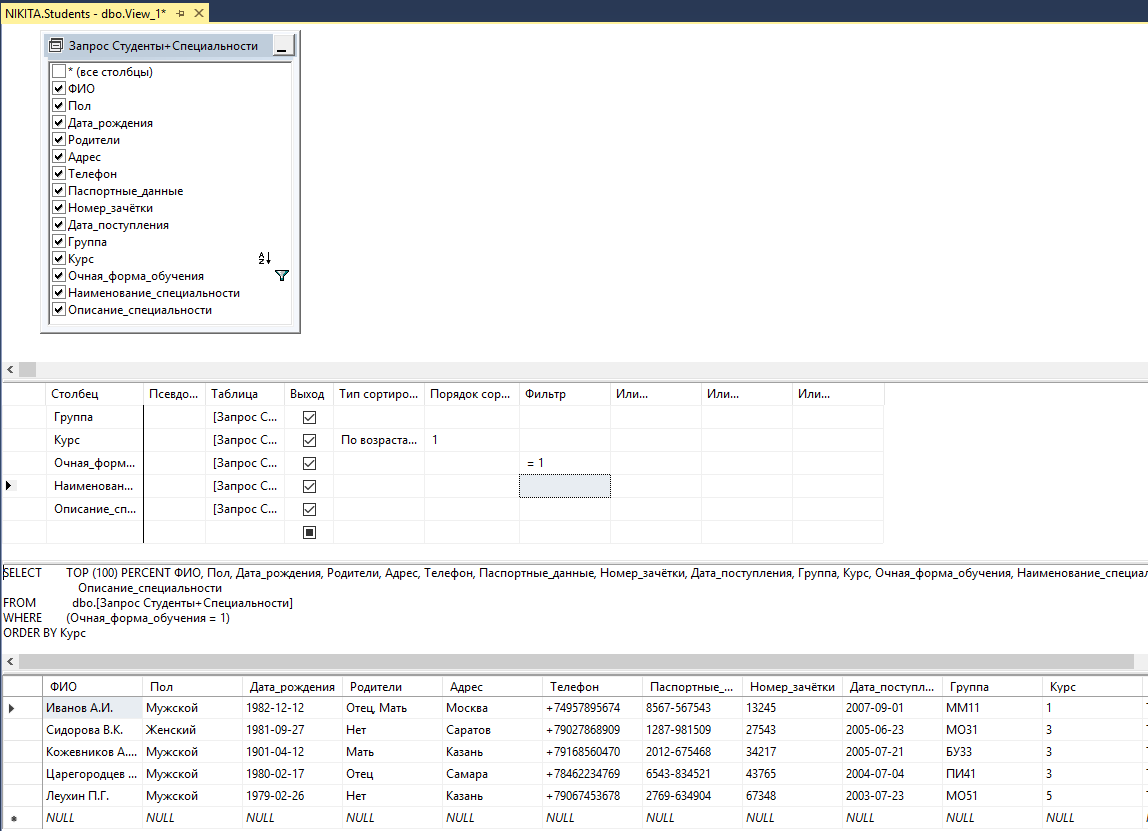 NIKITA.Students - dbo.View_1*
Запрос Студенты+Специальности
* (все столбцы)
ФИО
Пол
Дата_рождения
Родители
Адрес
Телефон
Паспортные_данные
Номер_зачётки
Дата_поступления
Группа
Курс
Очная_форма_обучения
Наименование_специальности
Описание_специальности
Столбец Псевдо... Таблица Выход Тип сортиро... Порядок сор... Фильтр Или... Или... Или...
Группа [Запрос С...
Курс [Запрос С... По возраста... 1
Очная_форм... [Запрос С... = 1
Наименован... [Запрос С...
Описание_сп... [Запрос С...
SELECT TOP (100) PERCENT ФИО, Пол, Дата_рождения, Родители, Адрес, Телефон, Паспортные_данные, Номер_зачётки, Дата_поступления, Группа, Курс, Очная_форма_обучения, Наименование_специал
Описание_специальности
FROM dbo.[Запрос Студенты+Специальности]
WHERE (Очная_форма_обучения = 1)
ORDER BY Курс
ФИО Пол Дата_рождения Родители Адрес Телефон Паспортные_... Номер_зачётки Дата_поступл... Группа Курс
Иванов А.И. Мужской 1982-12-12 Отец, Мать Москва +74957895674 8567-567543 13245 2007-09-01 ММ11 1
Сидорова В.К. Женский 1981-09-27 Нет Саратов +79027868909 1287-981509 27543 2005-06-23 МО31 3
Кожевников А.... Мужской 1901-04-12 Мать Казань +79168560470 2012-675468 34217 2005-07-21 БУ33 3
Царегородцев ... Мужской 1980-02-17 Отец Самара +78462234769 6543-834521 43765 2004-07-04 ПИ41 3
Леухин П.Г. Мужской 1979-02-26 Нет Казань +79067453678 2769-634904 67348 2003-07-23 МО51 5
NULL NULL NULL NULL NULL NULL NULL NULL NULL NULL NULL